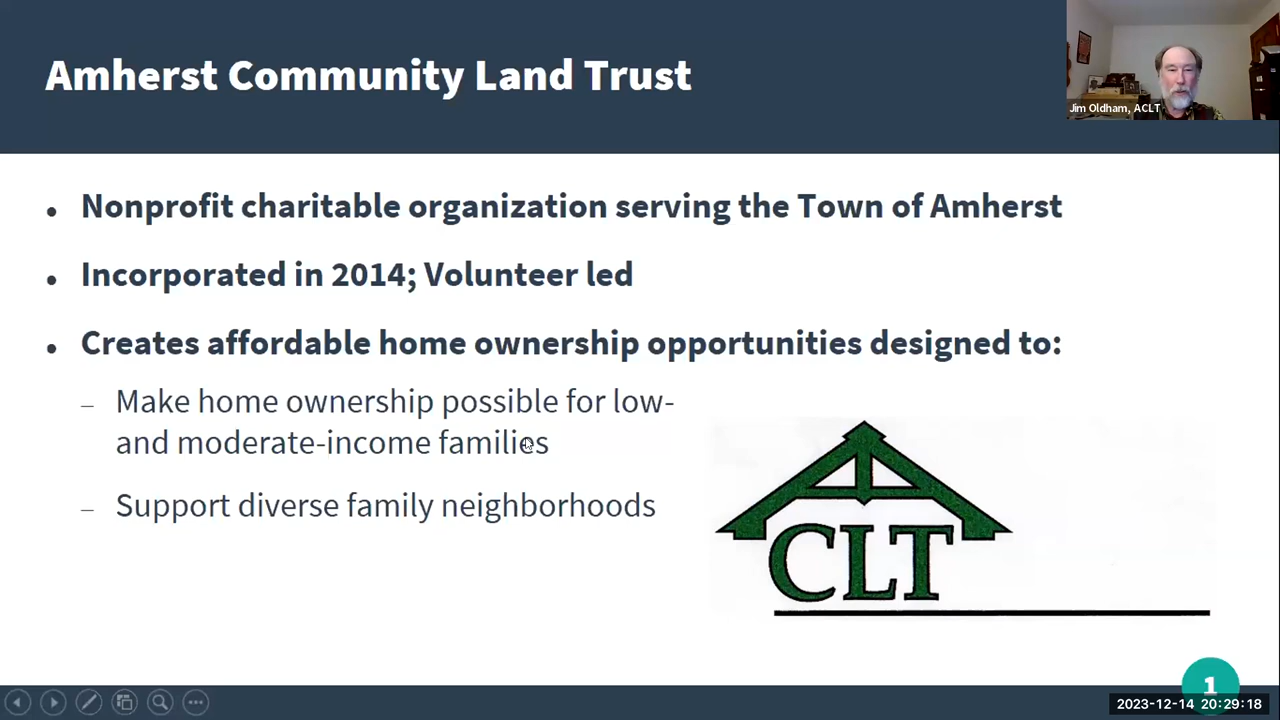 Amherst Community Land Trust
Jim Oldham, ACLT
• Nonprofit charitable organization serving the Town of Amherst
• Incorporated in 2014; Volunteer led
• Creates affordable home ownership opportunities designed to:
– Make home ownership possible for low-
and moderate-income families
– Support diverse family neighborhoods
CLT
1
2023-12-14 20:29:18